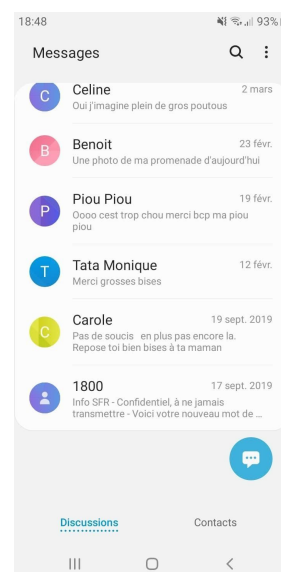 18:48 93%
Messages
C Celine 2 mars
Oui j'imagine plein de gros poutous
B Benoit 23 févr.
Une photo de ma promenade d'aujourd'hui
P Piou Piou 19 févr.
Oooo cest trop chou merci bcp ma piou
piou
T Tata Monique 12 févr.
Merci grosses bises
C Carole 19 sept. 2019
Pas de soucis en plus pas encore la.
Repose toi bien bises à ta maman
1800 17 sept. 2019
Info SFR - Confidentiel, à ne jamais
transmettre - Voici votre nouveau mot de ...
Discussions Contacts